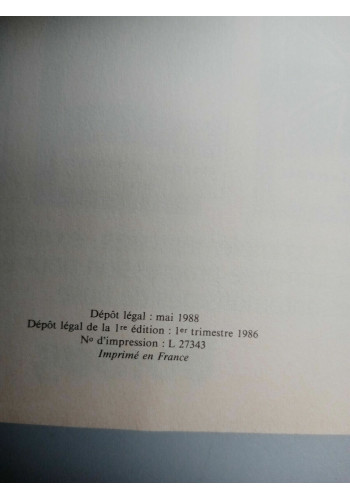 Dépôt légal : mai 1988
Dépôt légal de la 1re édition : 1er trimestre 1986
No d'impression : L 27343
Imprimé en France